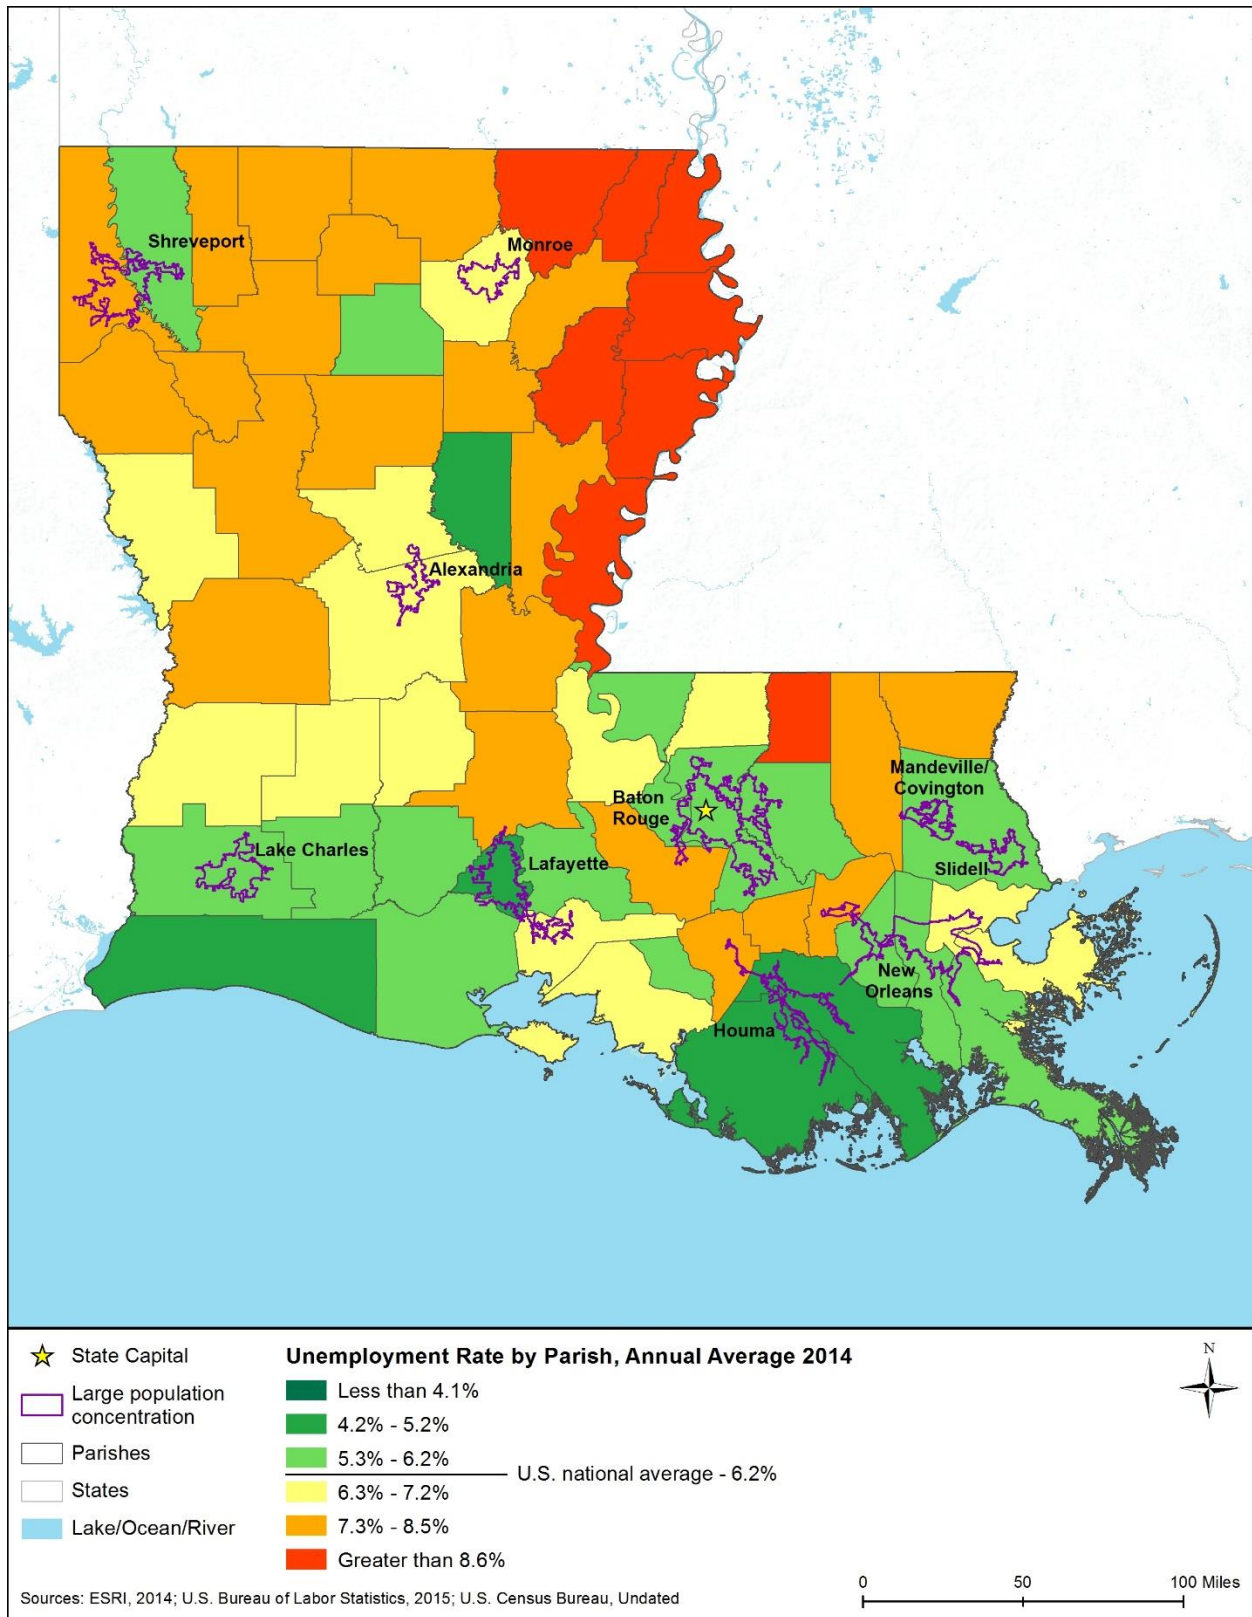 Shreveport
Monroe
Alexandria
Mandeville/
Covington
Baton
Rouge
Lake Charles
Lafayette
Slidell
New
Orleans
Houma
State Capital
Large population
concentration
Parishes
States
Lake/Ocean/River
Unemployment Rate by Parish, Annual Average 2014
Less than 4.1%
4.2% - 5.2%
5.3% - 6.2%
U.S. national average - 6.2%
6.3% - 7.2%
7.3% - 8.5%
Greater than 8.6%
N
0 50 100 Miles
Sources: ESRI, 2014; U.S. Bureau of Labor Statistics, 2015; U.S. Census Bureau, Undated